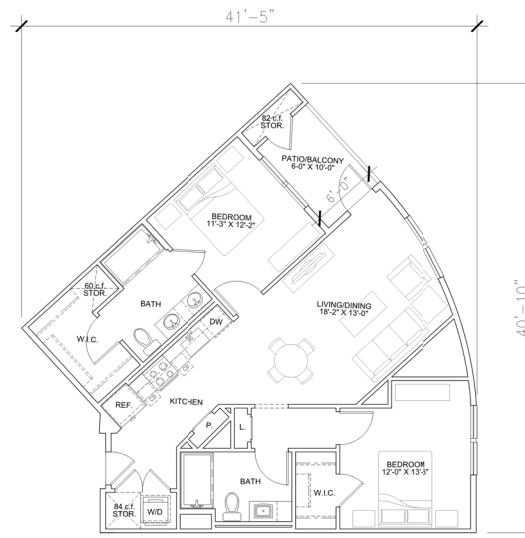 41'-5"
82 c.f.
STOR.
PATIO/BALCONY
6'-0" X 10'-0"
6'-0"
BEDROOM
11'-3" X 12'-2"
40'-10"
60 c.f.
STOR.
BATH
LIVING/DINING
18'-2" X 13'-0"
DW
W.I.C.
REF.
KITCHEN
P.
L.
BEDROOM
12'-0" X 13'-3"
BATH
W.I.C.
84 c.f.
STOR.
W/D